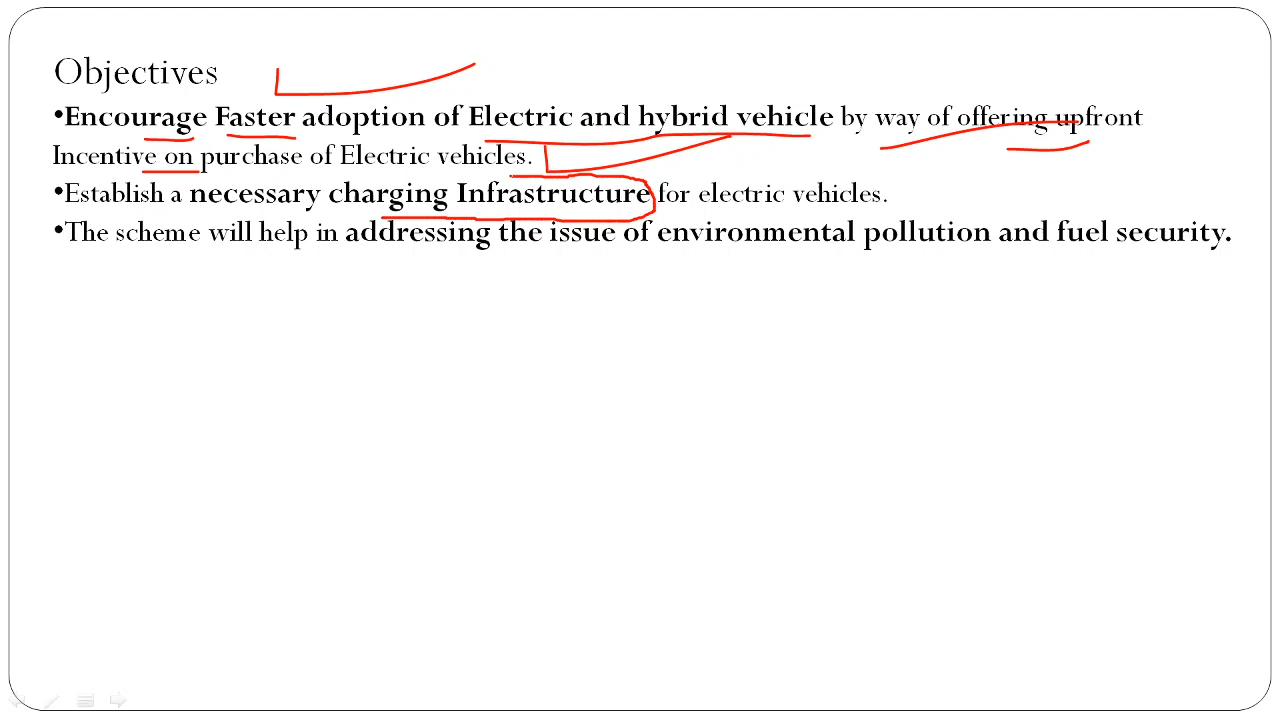 Objectives
•Encourage Faster adoption of Electric and hybrid vehicle by way of offering upfront
Incentive on purchase of Electric vehicles.
•Establish a necessary charging Infrastructure for electric vehicles.
•The scheme will help in addressing the issue of environmental pollution and fuel security.